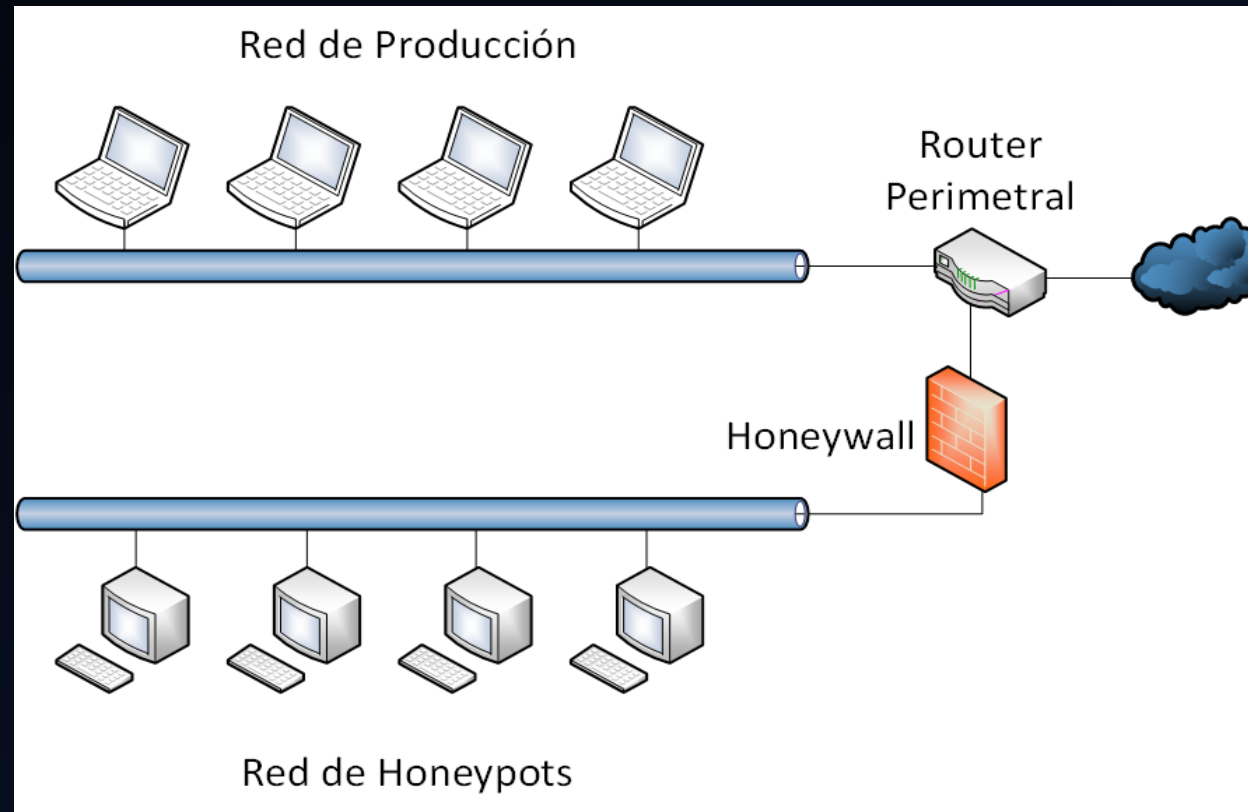 Red de Producción
Router
Perimetral
Honeywall
Red de Honeypots